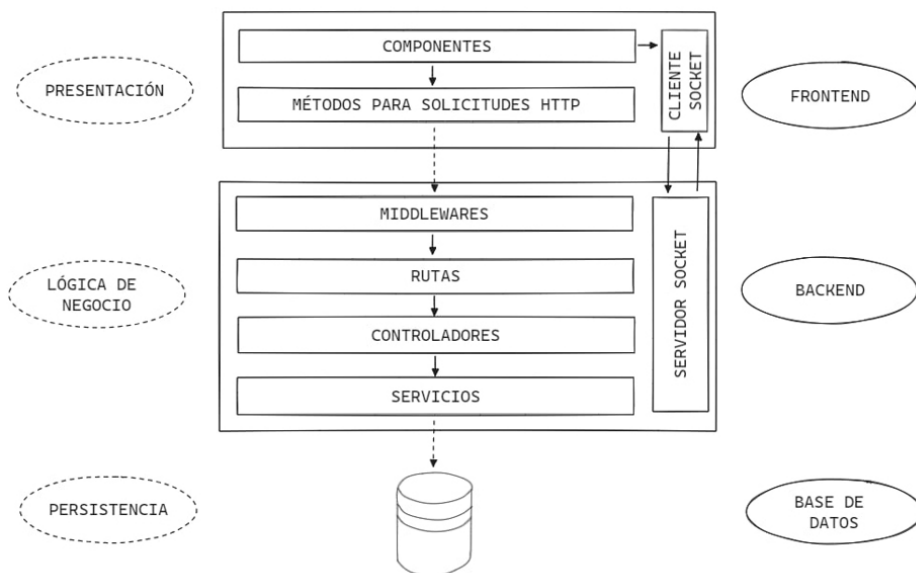 COMPONENTES
PRESENTACIÓN
MÉTODOS PARA SOLICITUDES HTTP
CLIENTE
SOCKET
FRONTEND
MIDDLEWARES
RUTAS
LÓGICA DE
NEGOCIO
CONTROLADORES
SERVICIOS
SERVIDOR SOCKET
BACKEND
PERSISTENCIA
BASE DE
DATOS